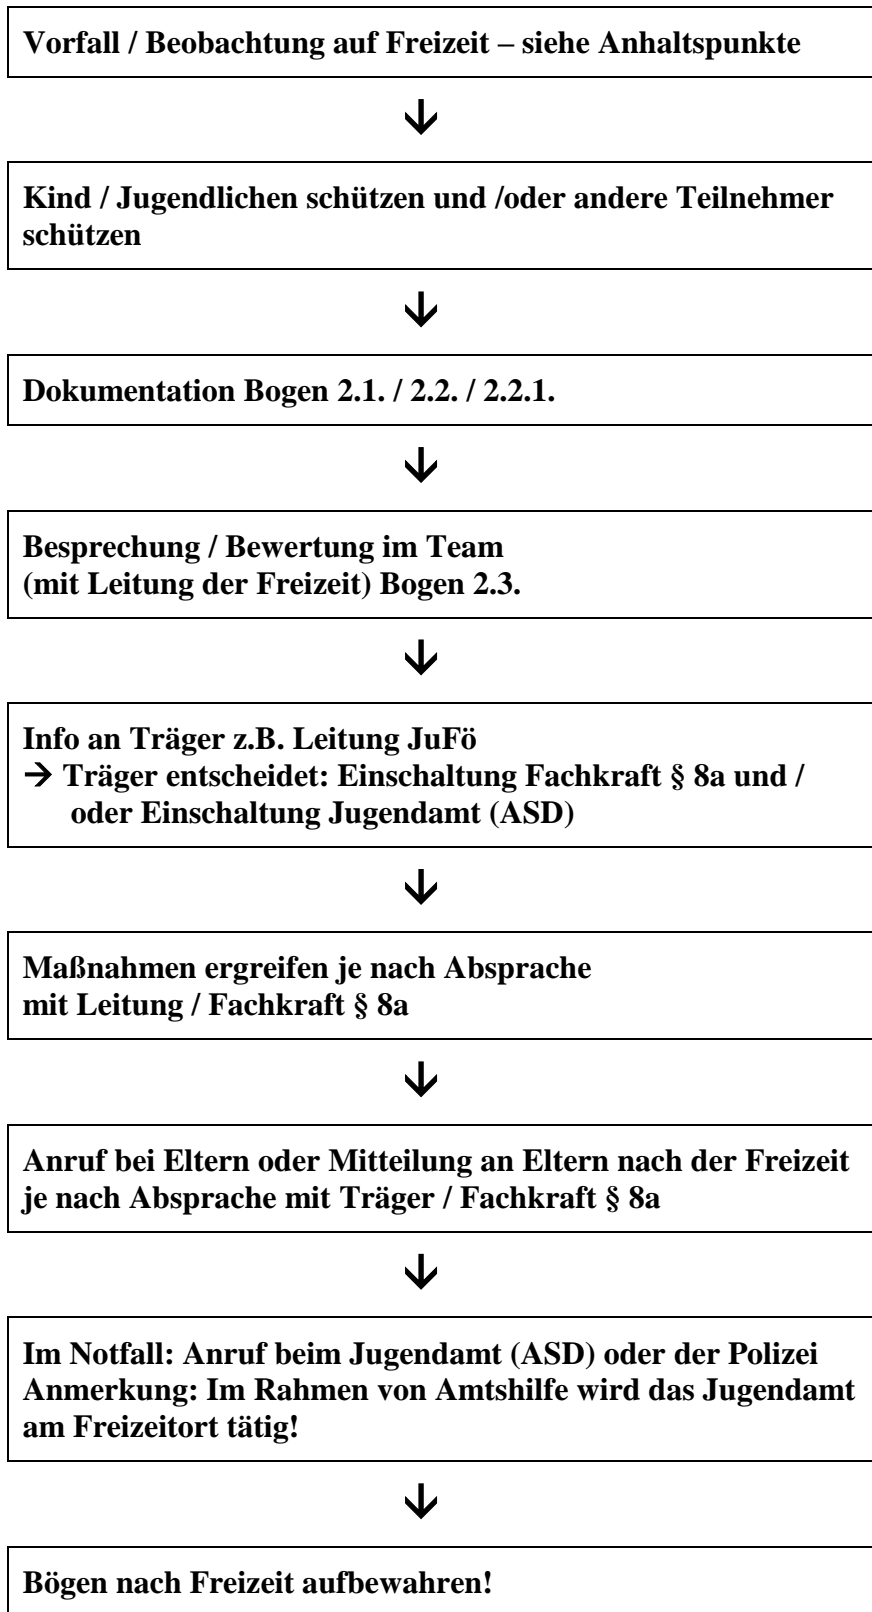 Vorfall / Beobachtung auf Freizeit – siehe Anhaltspunkte
Kind / Jugendlichen schützen und /oder andere Teilnehmer
schützen
Dokumentation Bogen 2.1. / 2.2. / 2.2.1.
Besprechung / Bewertung im Team
(mit Leitung der Freizeit) Bogen 2.3.
Info an Träger z.B. Leitung JuFö
→ Träger entscheidet: Einschaltung Fachkraft § 8a und /
oder Einschaltung Jugendamt (ASD)
Maßnahmen ergreifen je nach Absprache
mit Leitung / Fachkraft § 8a
Anruf bei Eltern oder Mitteilung an Eltern nach der Freizeit
je nach Absprache mit Träger / Fachkraft § 8a
Im Notfall: Anruf beim Jugendamt (ASD) oder der Polizei
Anmerkung: Im Rahmen von Amtshilfe wird das Jugendamt
am Freizeitort tätig!
Bögen nach Freizeit aufbewahren!